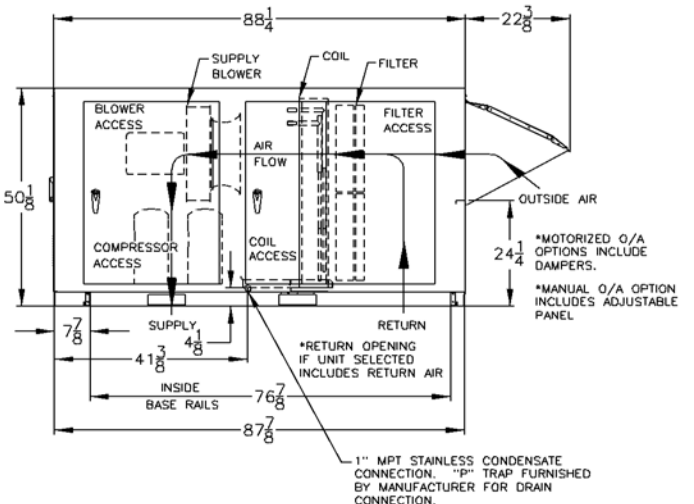 88 1/4
22 3/8
SUPPLY
BLOWER
COIL
FILTER
BLOWER
ACCESS
FILTER
ACCESS
AIR
FLOW
50 1/8
OUTSIDE AIR
COMPRESSOR
ACCESS
COIL
ACCESS
24 1/4
*MOTORIZED O/A
OPTIONS INCLUDE
DAMPERS.
*MANUAL O/A OPTION
INCLUDES ADJUSTABLE
PANEL
7 7/8
SUPPLY
4 1/8
RETURN
*RETURN OPENING
IF UNIT SELECTED
INCLUDES RETURN AIR
41 3/8
INSIDE
BASE RAILS
76 7/8
87 7/8
1" MPT STAINLESS CONDENSATE
CONNECTION. "P" TRAP FURNISHED
BY MANUFACTURER FOR DRAIN
CONNECTION.